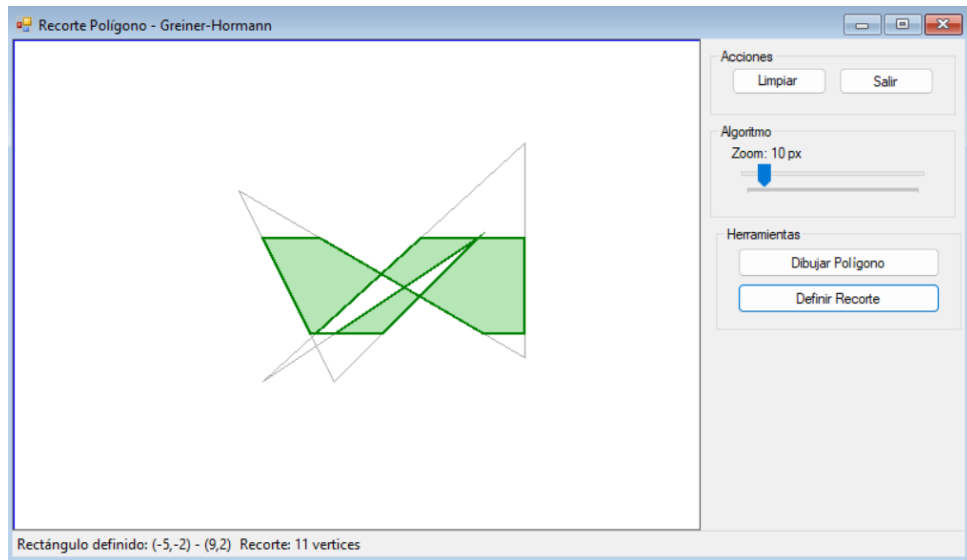 Recorte Polígono - Greiner-Hormann
Acciones
Limpiar
Salir
Algoritmo
Zoom: 10 px
Herramientas
Dibujar Polígono
Definir Recorte
Rectángulo definido: (-5,-2) - (9,2) Recorte: 11 vertices